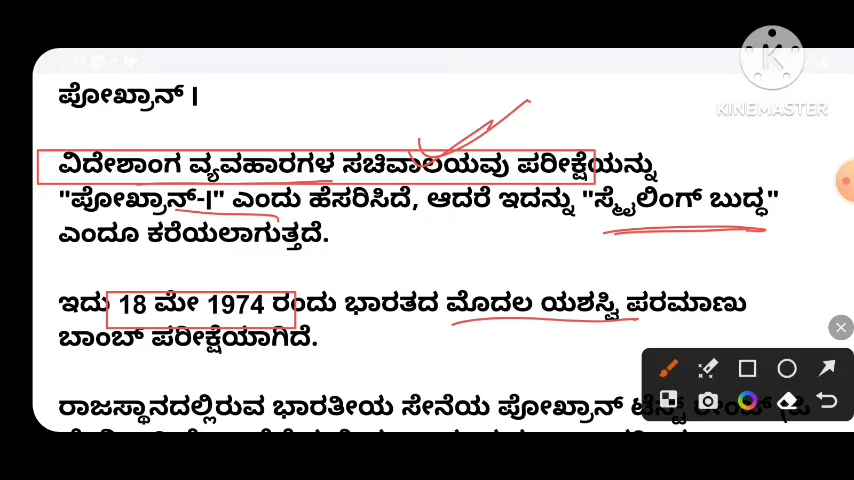 KINEMASTER
ಪೋಖ್ರಾನ್ I
ವಿದೇಶಾಂಗ ವ್ಯವಹಾರಗಳ ಸಚಿವಾಲಯವು ಪರೀಕ್ಷೆಯನ್ನು
"ಪೋಖ್ರಾನ್-I" ಎಂದು ಹೆಸರಿಸಿದೆ, ಆದರೆ ಇದನ್ನು "ಸ್ಮೈಲಿಂಗ್ ಬುದ್ಧ"
ಎಂದೂ ಕರೆಯಲಾಗುತ್ತದೆ.
ಇದು 18 ಮೇ 1974 ರಂದು ಭಾರತದ ಮೊದಲ ಯಶಸ್ವಿ ಪರಮಾಣು
ಬಾಂಬ್ ಪರೀಕ್ಷೆಯಾಗಿದೆ.
ರಾಜಸ್ಥಾನದಲ್ಲಿರುವ ಭಾರತೀಯ ಸೇನೆಯ ಪೋಖ್ರಾನ್ ಟೆಸ್ಟ್